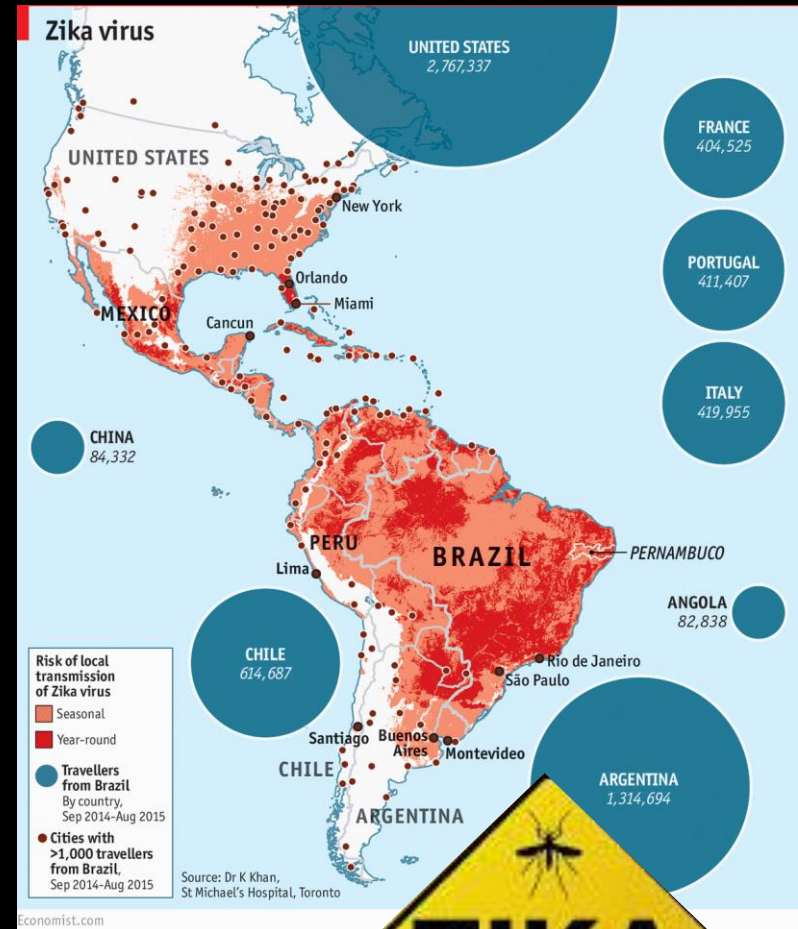 Zika virus
UNITED STATES
2,767,337
FRANCE
404,525
UNITED STATES
New York
PORTUGAL
411,407
Orlando
Miami
MEXICO
Cancun
ITALY
419,955
CHINA
84,332
PERU
BRAZIL
PERNAMBUCO
Lima
ANGOLA
82,838
CHILE
614,687
Rio de Janeiro
São Paulo
Risk of local
transmission
of Zika virus
Seasonal
Year-round
Travellers
from Brazil
By country,
Sep 2014-Aug 2015
Cities with
>1,000 travellers
from Brazil,
Sep 2014-Aug 2015
Santiago
Buenos
Aires
Montevideo
CHILE
ARGENTINA
ARGENTINA
1,314,694
Source: Dr K Khan,
St Michael's Hospital, Toronto
Economist.com
ZIKA